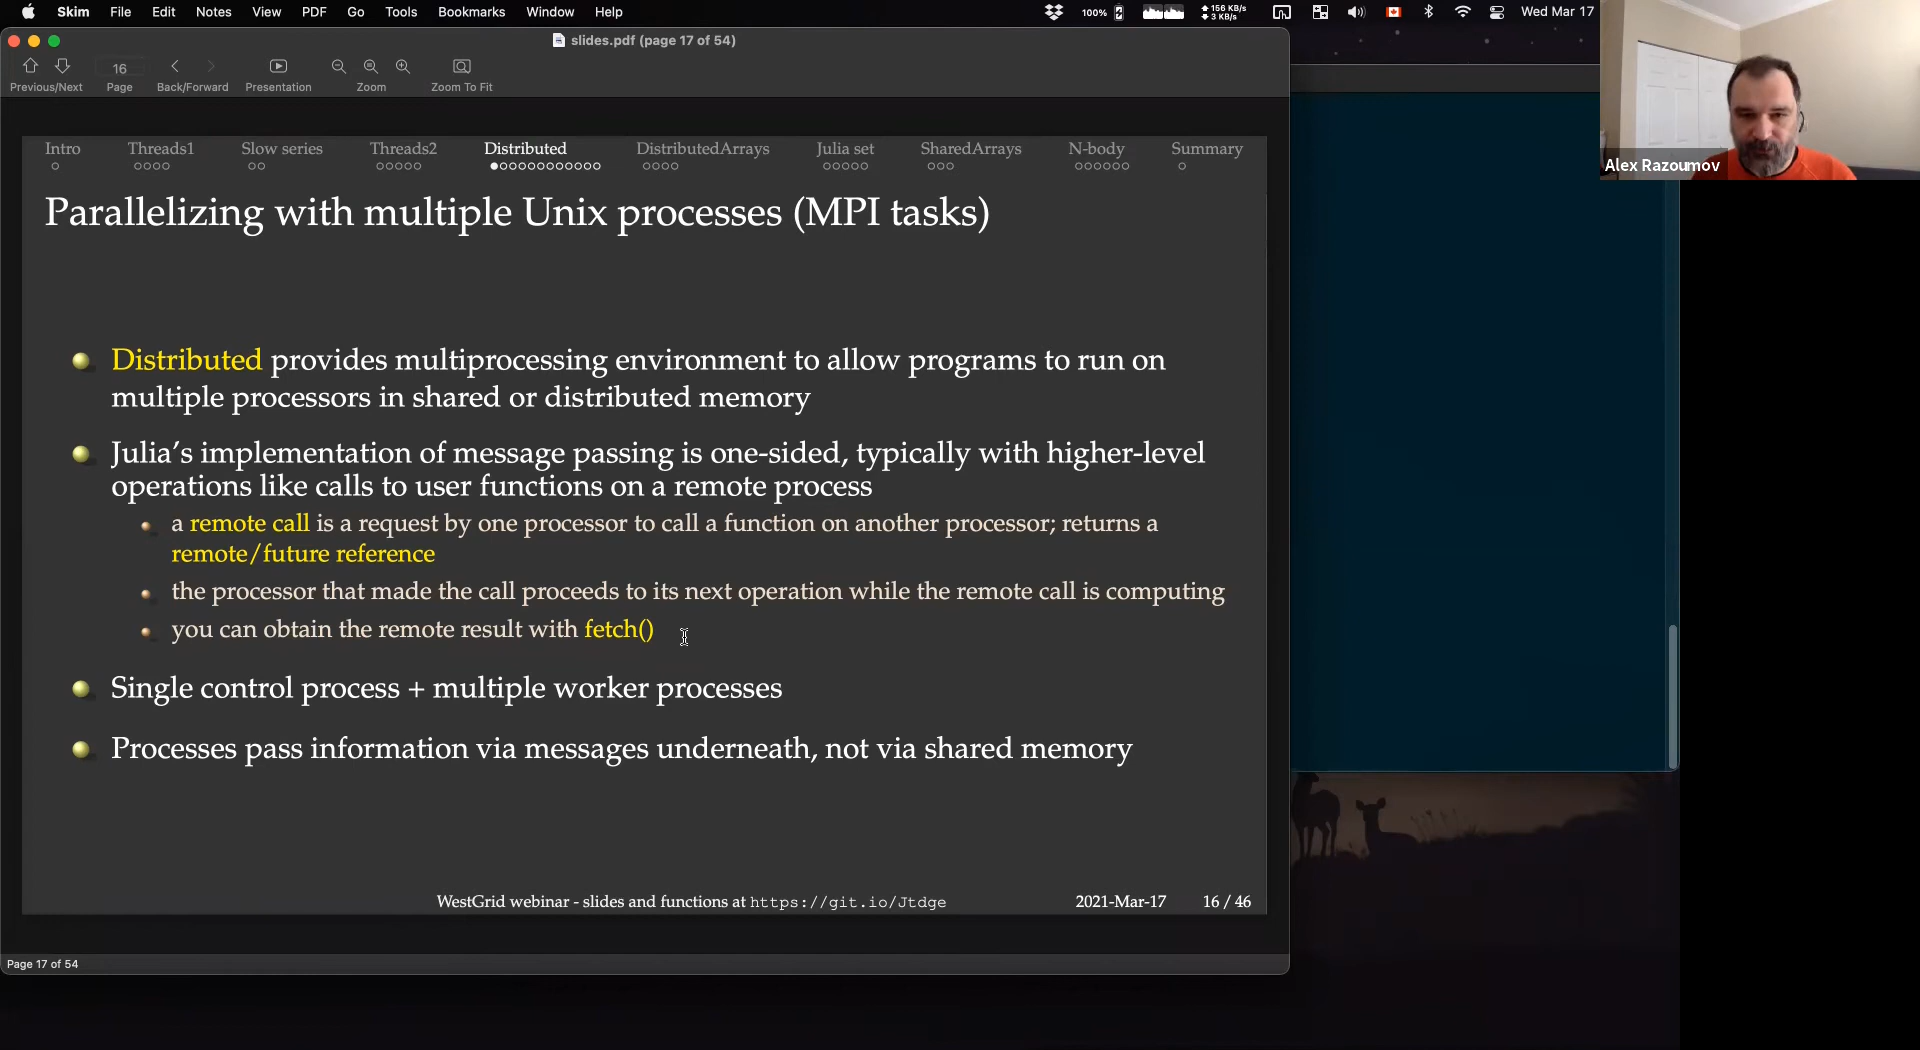 Skim File Edit Notes View PDF Go Tools Bookmarks Window Help 100% 156 KB/s 3 KB/s Wed Mar 17
slides.pdf (page 17 of 54)
16
Previous/Next Page Back/Forward Presentation Zoom Zoom To Fit
Alex Razoumov
Intro Threads1 Slow series Threads2 Distributed DistributedArrays Julia set SharedArrays N-body Summary
Parallelizing with multiple Unix processes (MPI tasks)
Distributed provides multiprocessing environment to allow programs to run on
multiple processors in shared or distributed memory
Julia's implementation of message passing is one-sided, typically with higher-level
operations like calls to user functions on a remote process
a remote call is a request by one processor to call a function on another processor; returns a
remote/future reference
the processor that made the call proceeds to its next operation while the remote call is computing
you can obtain the remote result with fetch()
Single control process + multiple worker processes
Processes pass information via messages underneath, not via shared memory
WestGrid webinar - slides and functions at https://git.io/Jtdge 2021-Mar-17 16 / 46
Page 17 of 54